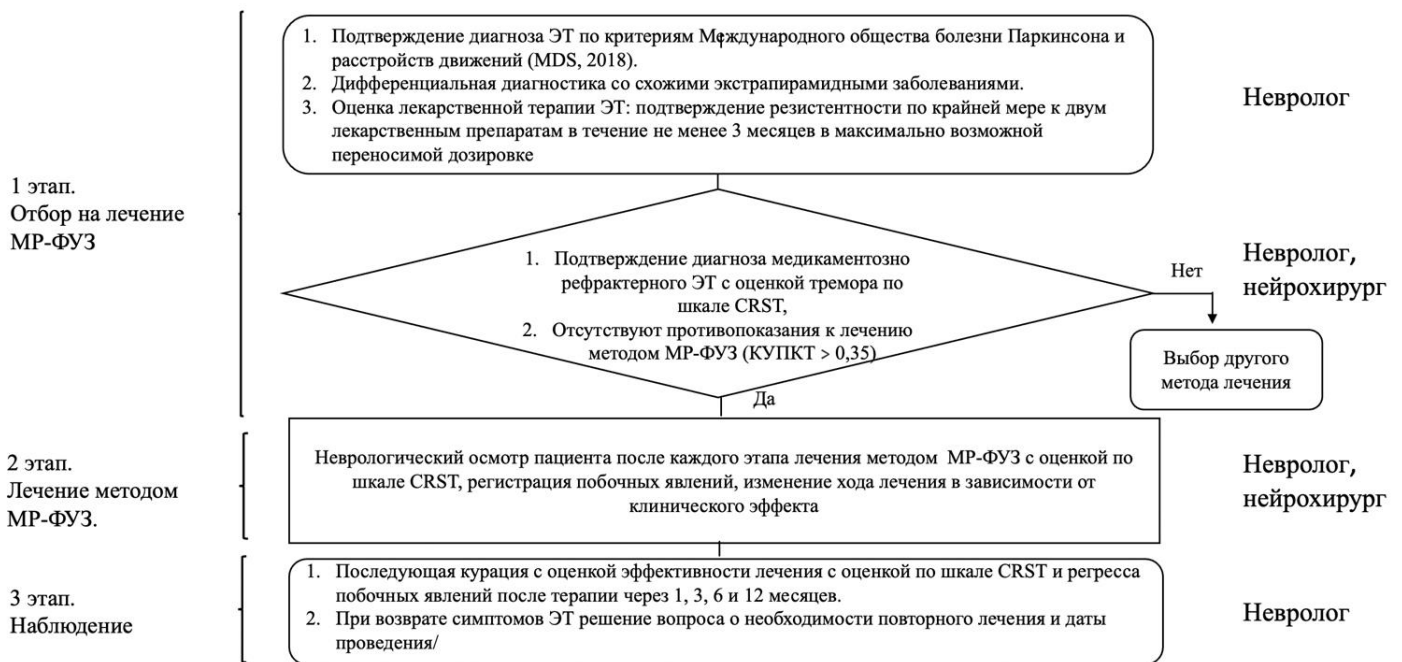 1. Подтверждение диагноза ЭТ по критериям Международного общества болезни Паркинсона и
расстройств движений (MDS, 2018).
2. Дифференциальная диагностика со схожими экстрапирамидными заболеваниями.
3. Оценка лекарственной терапии ЭТ: подтверждение резистентности по крайней мере к двум
лекарственным препаратам в течение не менее 3 месяцев в максимально возможной
переносимой дозировке
Невролог
1 этап.
Отбор на лечение
МР-ФУЗ
1. Подтверждение диагноза медикаментозно
рефрактерного ЭТ с оценкой тремора по
шкале CRST,
2. Отсутствуют противопоказания к лечению
методом МР-ФУЗ (КУПКТ > 0,35)
Нет
Невролог,
нейрохирург
Выбор другого
метода лечения
Да
2 этап.
Лечение методом
МР-ФУЗ.
Неврологический осмотр пациента после каждого этапа лечения методом МР-ФУЗ с оценкой по
шкале CRST, регистрация побочных явлений, изменение хода лечения в зависимости от
клинического эффекта
Невролог,
нейрохирург
3 этап.
Наблюдение
1. Последующая курация с оценкой эффективности лечения с оценкой по шкале CRST и регресса
побочных явлений после терапии через 1, 3, 6 и 12 месяцев.
2. При возврате симптомов ЭТ решение вопроса о необходимости повторного лечения и даты
проведения/
Невролог